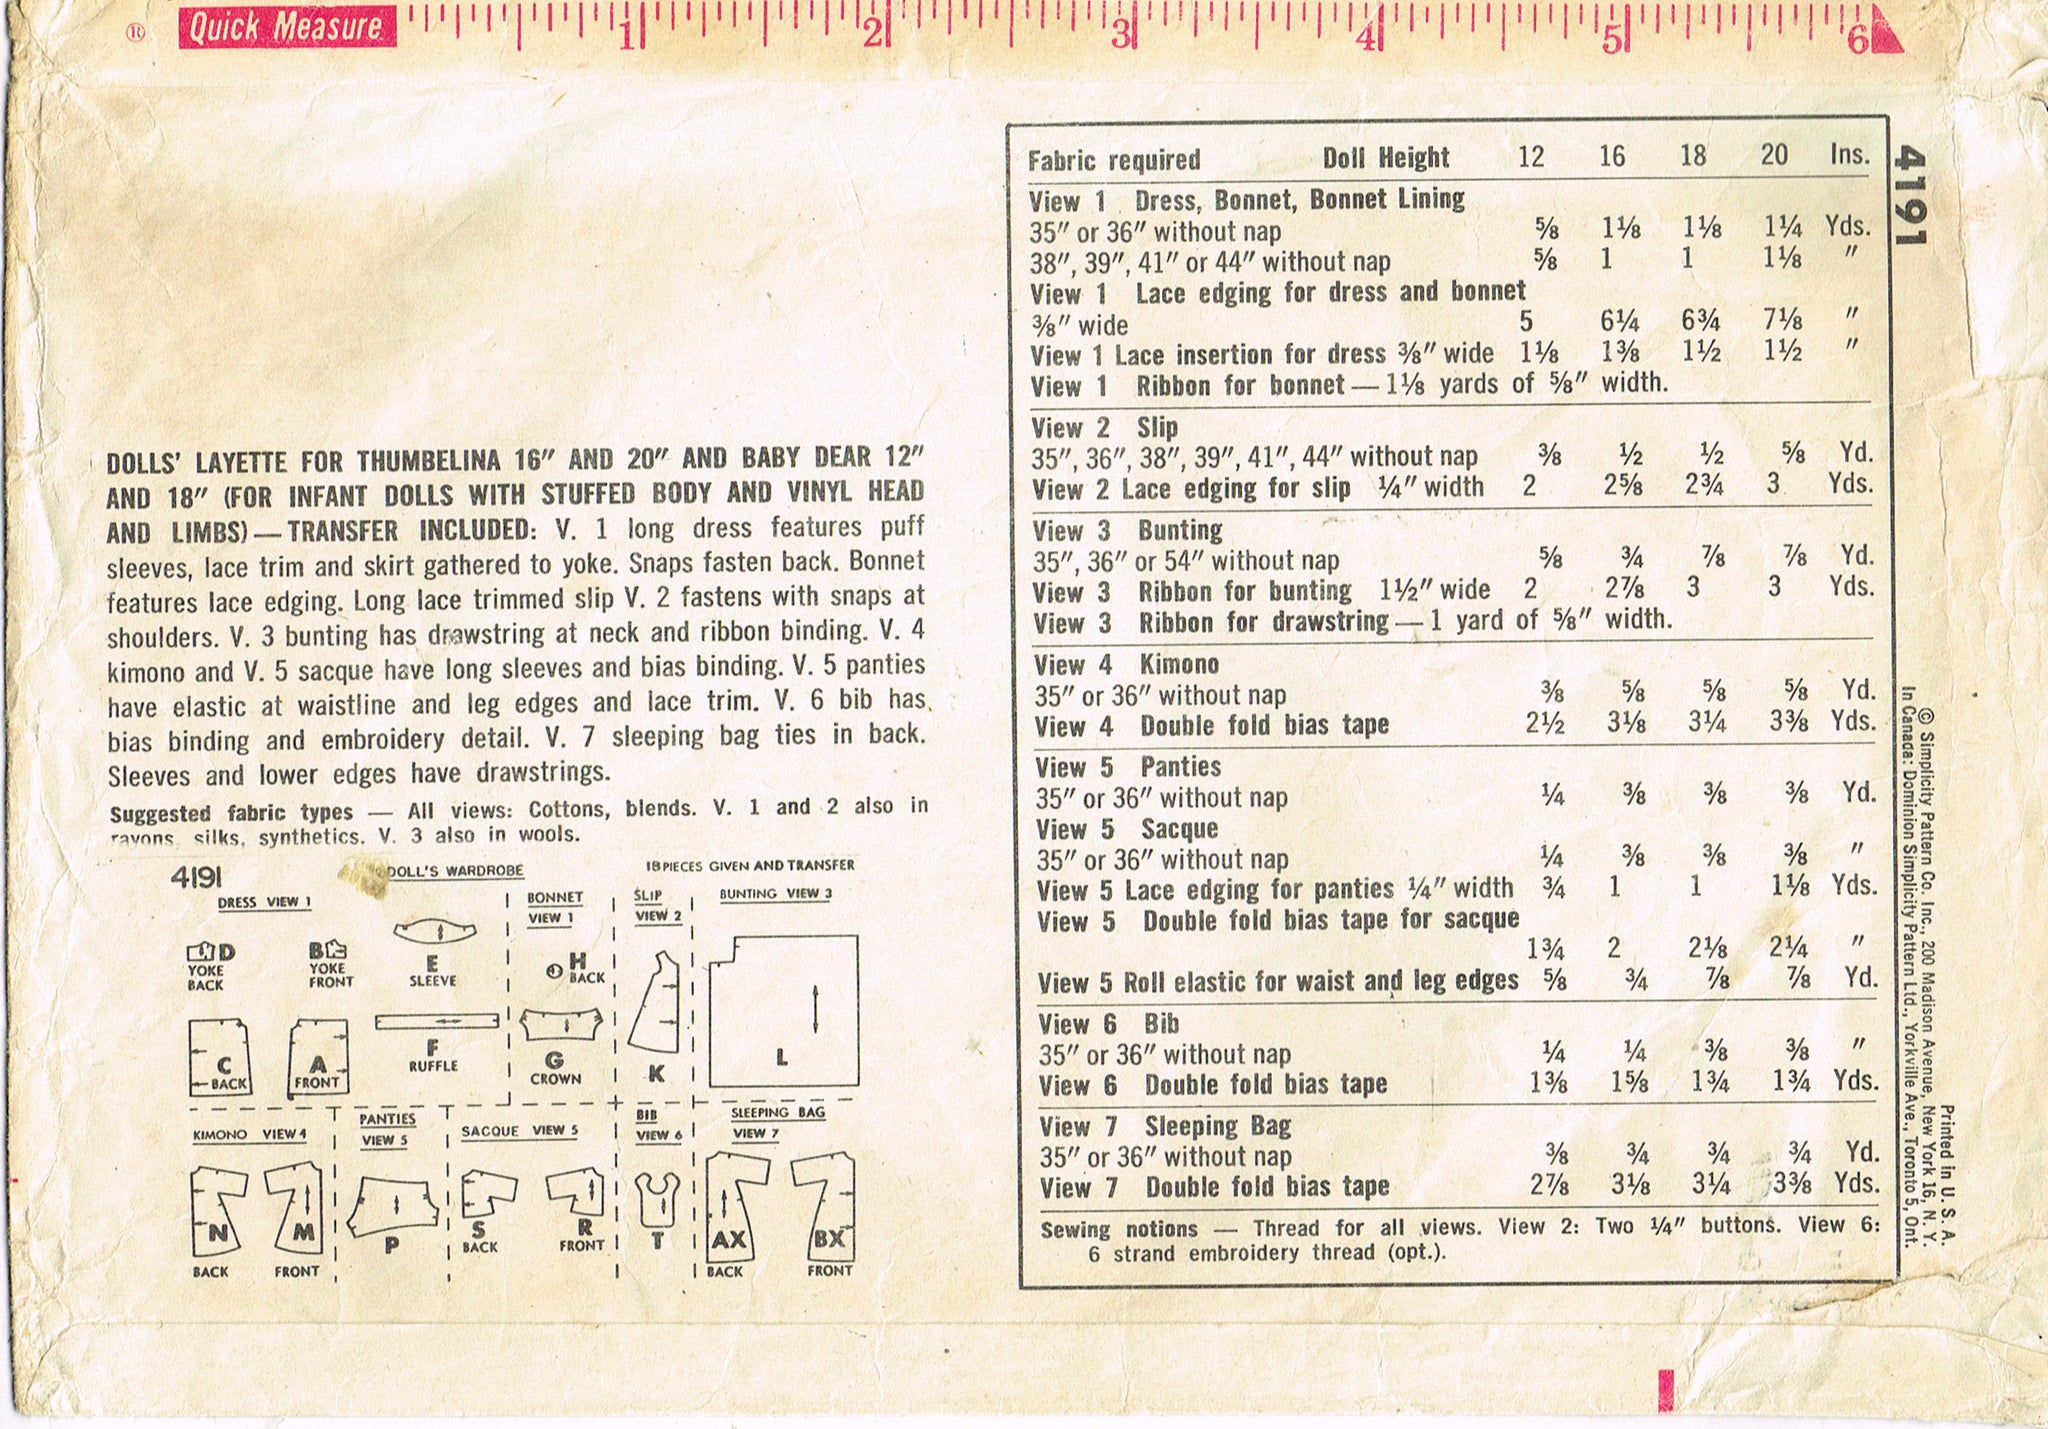 ® Quick Measure 1 2 3 4 5 6
DOLLS' LAYETTE FOR THUMBELINA 16" AND 20" AND BABY DEAR 12"
AND 18" (FOR INFANT DOLLS WITH STUFFED BODY AND VINYL HEAD
AND LIMBS) — TRANSFER INCLUDED: V. 1 long dress features puff
sleeves, lace trim and skirt gathered to yoke. Snaps fasten back. Bonnet
features lace edging. Long lace trimmed slip V. 2 fastens with snaps at
shoulders. V. 3 bunting has drawstring at neck and ribbon binding. V. 4
kimono and V. 5 sacque have long sleeves and bias binding. V. 5 panties
have elastic at waistline and leg edges and lace trim. V. 6 bib has
bias binding and embroidery detail. V. 7 sleeping bag ties in back.
Sleeves and lower edges have drawstrings.
Suggested fabric types — All views: Cottons, blends. V. 1 and 2 also in
rayons, silks, synthetics. V. 3 also in wools.
4191 DOLL'S WARDROBE 18 PIECES GIVEN AND TRANSFER
DRESS VIEW 1
D
YOKE
BACK
B
YOKE
FRONT
E
SLEEVE
C
BACK
A
FRONT
F
RUFFLE
BONNET
VIEW 1
H
BACK
G
CROWN
SLIP
VIEW 2
K
BUNTING VIEW 3
L
KIMONO VIEW 4
N
BACK
M
FRONT
PANTIES
VIEW 5
P
SACQUE VIEW 5
S
BACK
R
FRONT
BIB
VIEW 6
T
SLEEPING BAG
VIEW 7
AX
BACK
BX
FRONT
Fabric required Doll Height 12 16 18 20 Ins.
View 1 Dress, Bonnet, Bonnet Lining
35" or 36" without nap ⅝ 1⅛ 1⅛ 1¼ Yds.
38", 39", 41" or 44" without nap ⅝ 1 1 1⅛ "
View 1 Lace edging for dress and bonnet
⅜" wide 5 6¼ 6¾ 7⅛ "
View 1 Lace insertion for dress ⅜" wide 1⅛ 1⅜ 1½ 1½ "
View 1 Ribbon for bonnet — 1⅛ yards of ⅝" width.
View 2 Slip
35", 36", 38", 39", 41", 44" without nap ⅜ ½ ½ ⅝ Yd.
View 2 Lace edging for slip ¼" width 2 2⅝ 2¾ 3 Yds.
View 3 Bunting
35", 36" or 54" without nap ⅝ ¾ ⅞ ⅞ Yd.
View 3 Ribbon for bunting 1½" wide 2 2⅞ 3 3 Yds.
View 3 Ribbon for drawstring — 1 yard of ⅝" width.
View 4 Kimono
35" or 36" without nap ⅜ ⅝ ⅝ ⅝ Yd.
View 4 Double fold bias tape 2½ 3⅛ 3¼ 3⅜ Yds.
View 5 Panties
35" or 36" without nap ¼ ⅜ ⅜ ⅜ Yd.
View 5 Sacque
35" or 36" without nap ¼ ⅜ ⅜ ⅜ "
View 5 Lace edging for panties ¼" width ¾ 1 1 1⅛ Yds.
View 5 Double fold bias tape for sacque
1¾ 2 2⅛ 2¼ "
View 5 Roll elastic for waist and leg edges ⅝ ¾ ⅞ ⅞ Yd.
View 6 Bib
35" or 36" without nap ¼ ¼ ⅜ ⅜ "
View 6 Double fold bias tape 1⅜ 1⅝ 1¾ 1¾ Yds.
View 7 Sleeping Bag
35" or 36" without nap ⅜ ¾ ¾ ¾ Yd.
View 7 Double fold bias tape 2⅞ 3⅛ 3¼ 3⅜ Yds.
Sewing notions — Thread for all views. View 2: Two ¼" buttons. View 6:
6 strand embroidery thread (opt.).
4191
© Simplicity Pattern Co. Inc., 200 Madison Avenue, New York 16, N. Y.
In Canada: Dominion Simplicity Pattern Ltd., Yorkville Ave., Toronto 5, Ont.
Printed in U. S. A.